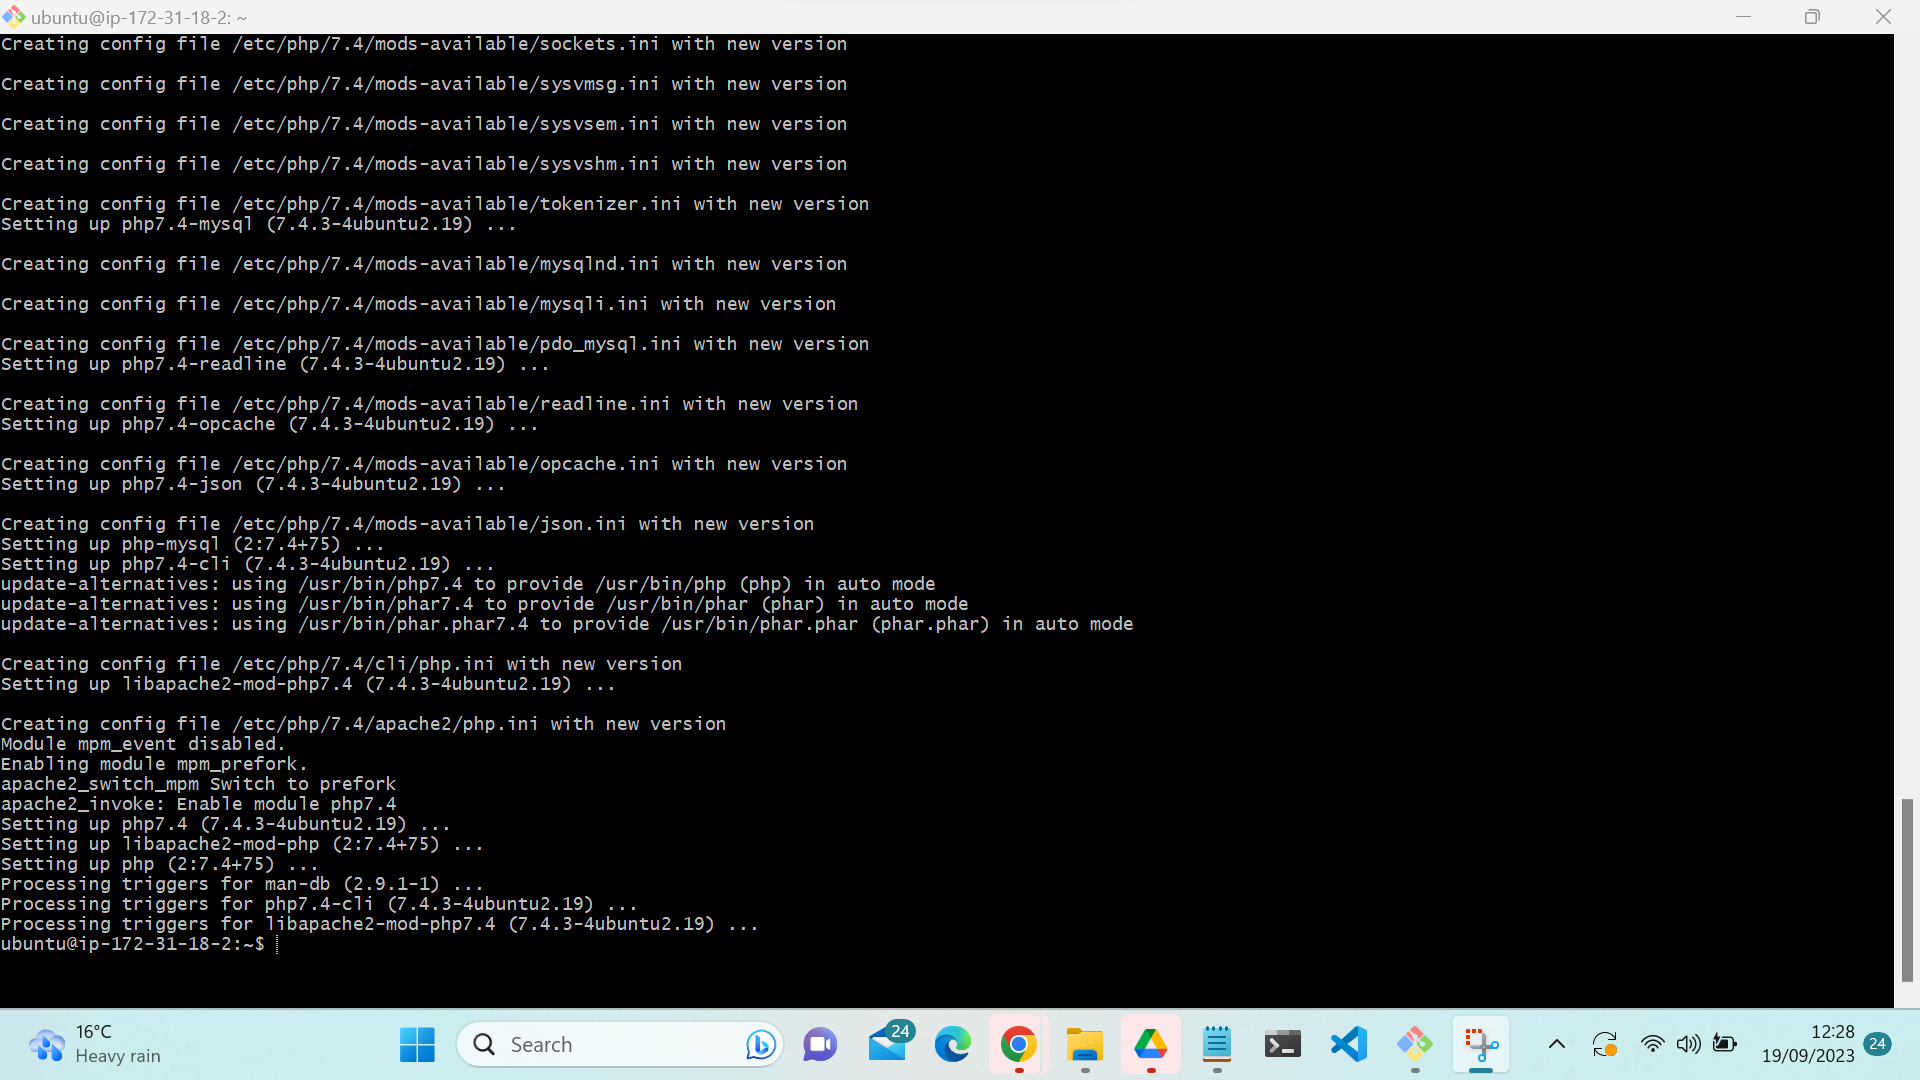 ubuntu@ip-172-31-18-2: ~
Creating config file /etc/php/7.4/mods-available/sockets.ini with new version
Creating config file /etc/php/7.4/mods-available/sysvmsg.ini with new version
Creating config file /etc/php/7.4/mods-available/sysvsem.ini with new version
Creating config file /etc/php/7.4/mods-available/sysvshm.ini with new version
Creating config file /etc/php/7.4/mods-available/tokenizer.ini with new version
Setting up php7.4-mysql (7.4.3-4ubuntu2.19) ...
Creating config file /etc/php/7.4/mods-available/mysqlnd.ini with new version
Creating config file /etc/php/7.4/mods-available/mysqli.ini with new version
Creating config file /etc/php/7.4/mods-available/pdo_mysql.ini with new version
Setting up php7.4-readline (7.4.3-4ubuntu2.19) ...
Creating config file /etc/php/7.4/mods-available/readline.ini with new version
Setting up php7.4-opcache (7.4.3-4ubuntu2.19) ...
Creating config file /etc/php/7.4/mods-available/opcache.ini with new version
Setting up php7.4-json (7.4.3-4ubuntu2.19) ...
Creating config file /etc/php/7.4/mods-available/json.ini with new version
Setting up php-mysql (2:7.4+75) ...
Setting up php7.4-cli (7.4.3-4ubuntu2.19) ...
update-alternatives: using /usr/bin/php7.4 to provide /usr/bin/php (php) in auto mode
update-alternatives: using /usr/bin/phar7.4 to provide /usr/bin/phar (phar) in auto mode
update-alternatives: using /usr/bin/phar.phar7.4 to provide /usr/bin/phar.phar (phar.phar) in auto mode
Creating config file /etc/php/7.4/cli/php.ini with new version
Setting up libapache2-mod-php7.4 (7.4.3-4ubuntu2.19) ...
Creating config file /etc/php/7.4/apache2/php.ini with new version
Module mpm_event disabled.
Enabling module mpm_prefork.
apache2_switch_mpm Switch to prefork
apache2_invoke: Enable module php7.4
Setting up php7.4 (7.4.3-4ubuntu2.19) ...
Setting up libapache2-mod-php (2:7.4+75) ...
Setting up php (2:7.4+75) ...
Processing triggers for man-db (2.9.1-1) ...
Processing triggers for php7.4-cli (7.4.3-4ubuntu2.19) ...
Processing triggers for libapache2-mod-php7.4 (7.4.3-4ubuntu2.19) ...
ubuntu@ip-172-31-18-2:~$
16°C
Heavy rain
Search
24
12:28
19/09/2023
24